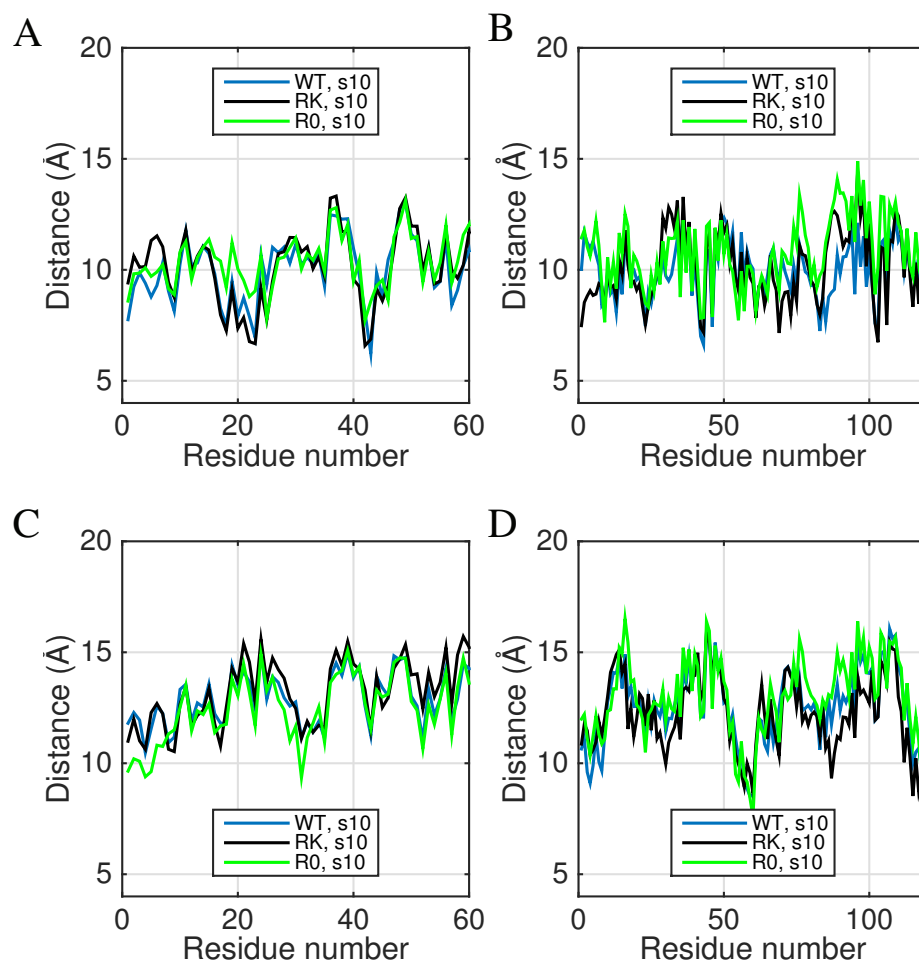 A
B
20
15
10
5
Distance (Å)
WT, s10
RK, s10
R0, s10
0
20
40
60
Residue number
20
15
10
5
Distance (Å)
WT, s10
RK, s10
R0, s10
0
50
100
Residue number
C
D
20
15
10
5
Distance (Å)
WT, s10
RK, s10
R0, s10
0
20
40
60
Residue number
20
15
10
5
Distance (Å)
WT, s10
RK, s10
R0, s10
0
50
100
Residue number